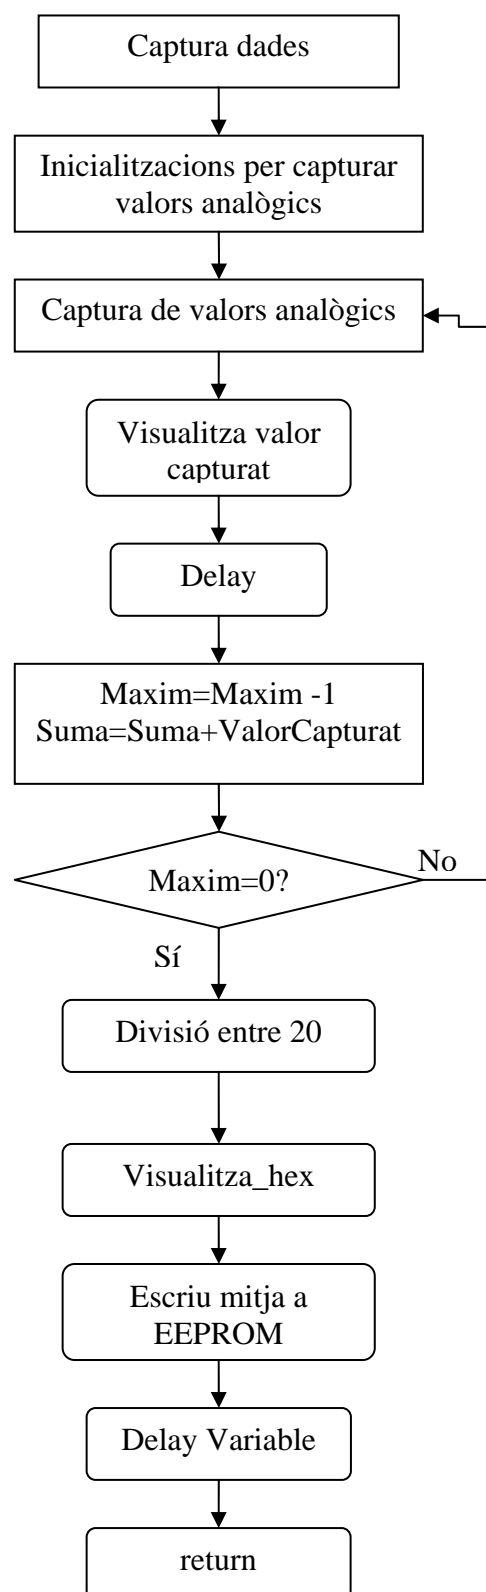 Captura dades
Inicialitzacions per capturar
valors analògics
Captura de valors analògics
Visualitza valor
capturat
Delay
Maxim=Maxim -1
Suma=Suma+ValorCapturat
Maxim=0?
No
Sí
Divisió entre 20
Visualitza_hex
Escriu mitja a
EEPROM
Delay Variable
return